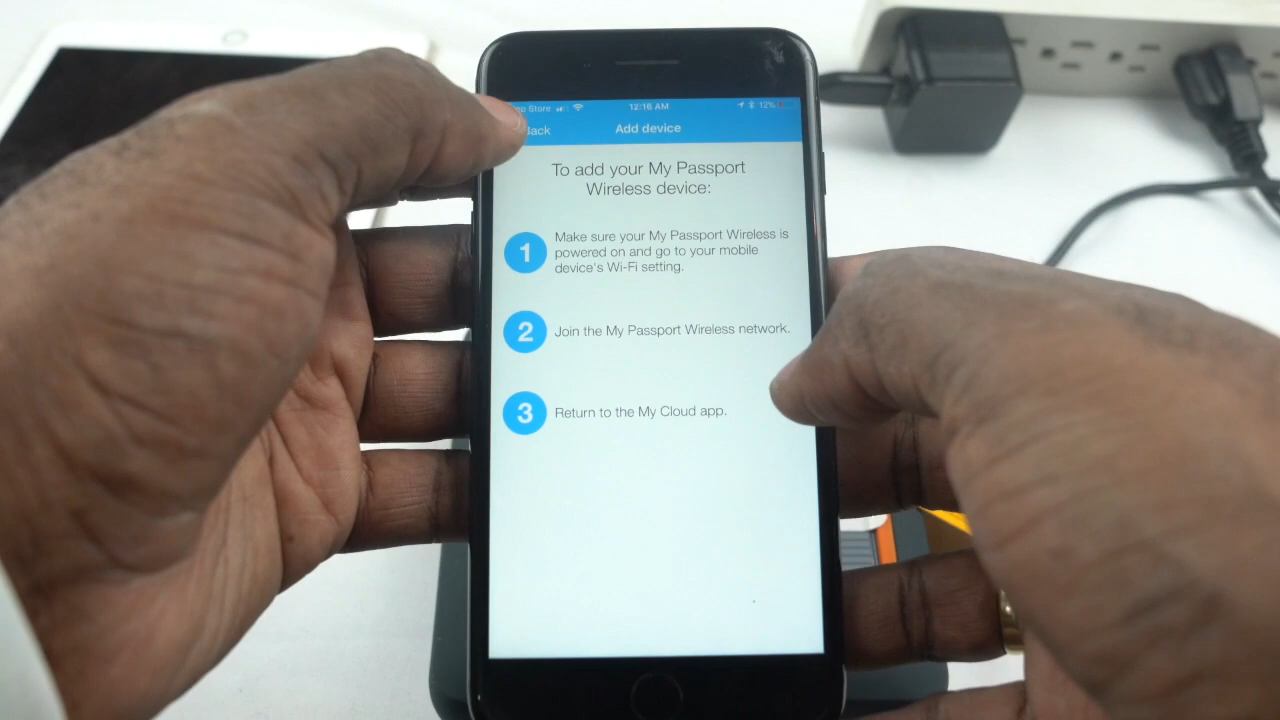 Store 12:16 AM 12%
Add device
To add your My Passport
Wireless device:
1 Make sure your My Passport Wireless is
powered on and go to your mobile
device's Wi-Fi setting.
2 Join the My Passport Wireless network.
3 Return to the My Cloud app.